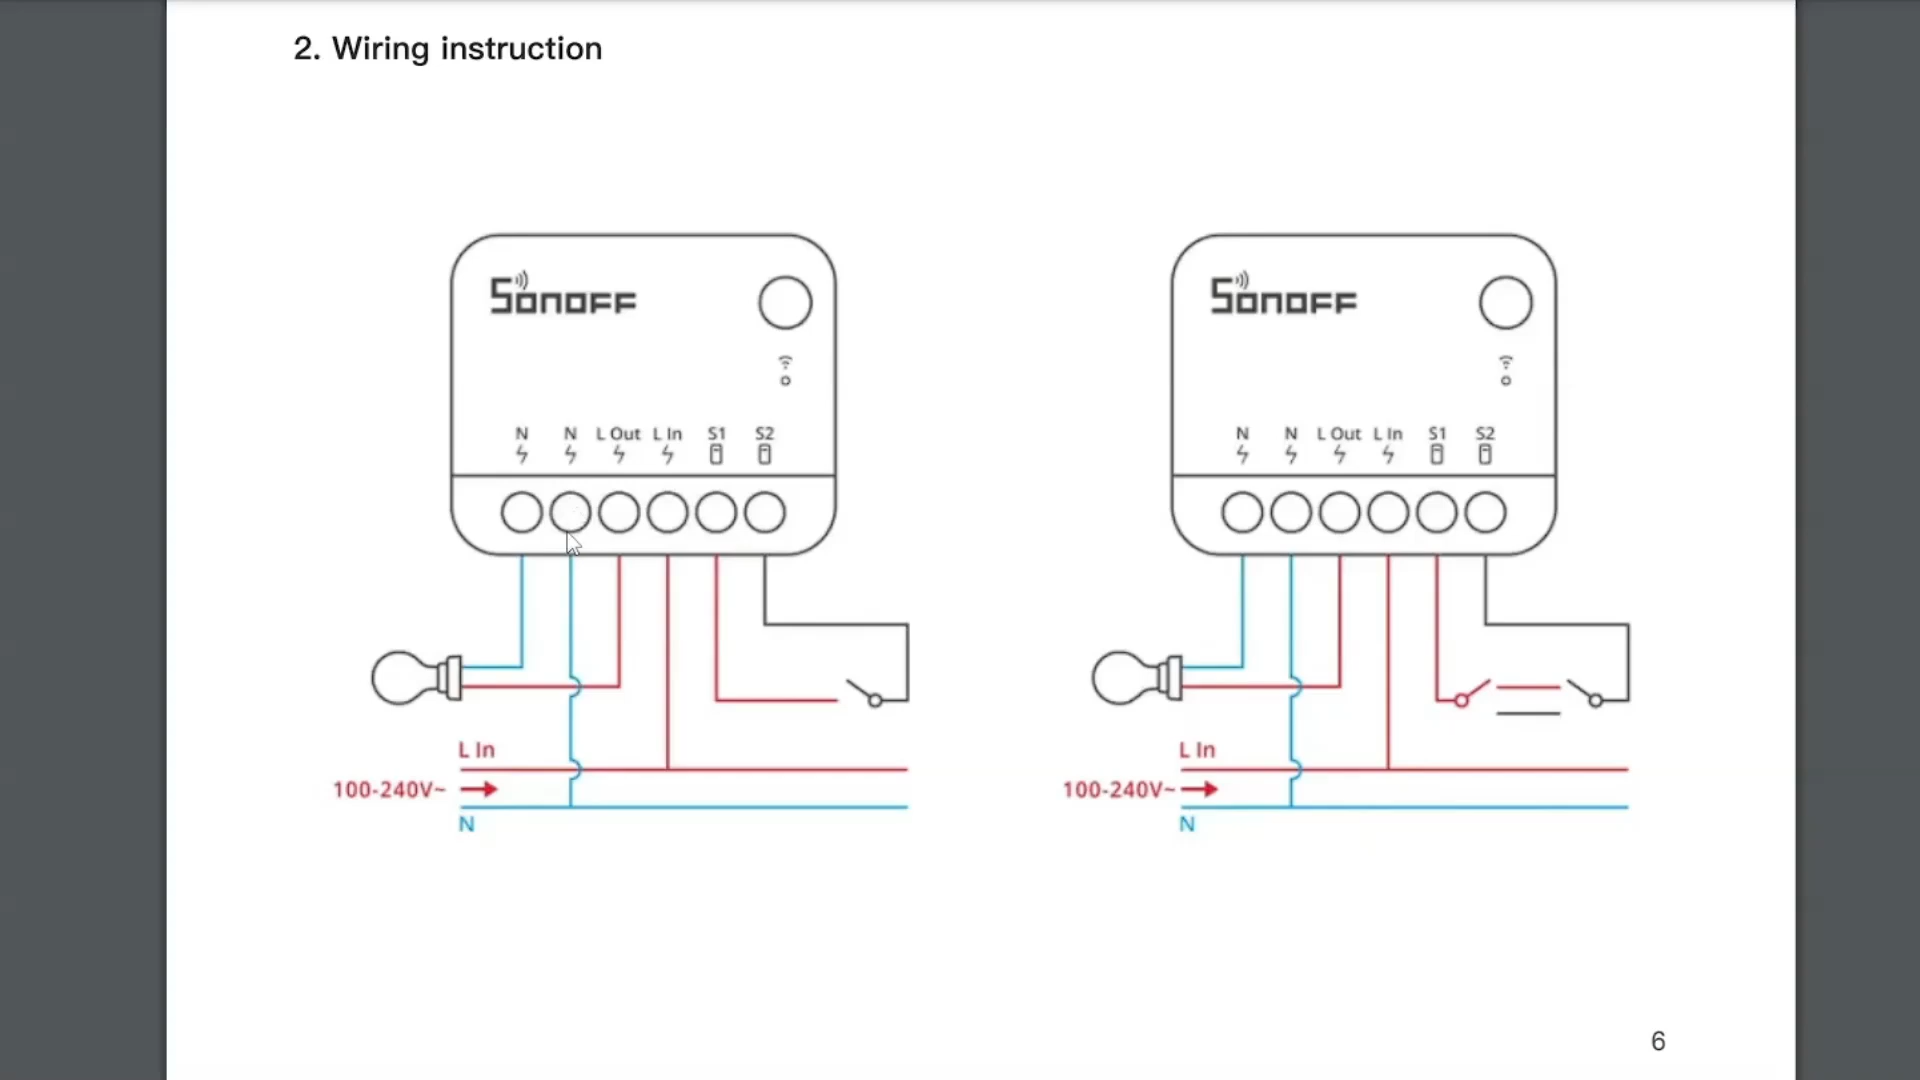 2. Wiring instruction
SONOFF
N N L Out L In S1 S2
L In
100-240V~
N
SONOFF
N N L Out L In S1 S2
L In
100-240V~
N
6